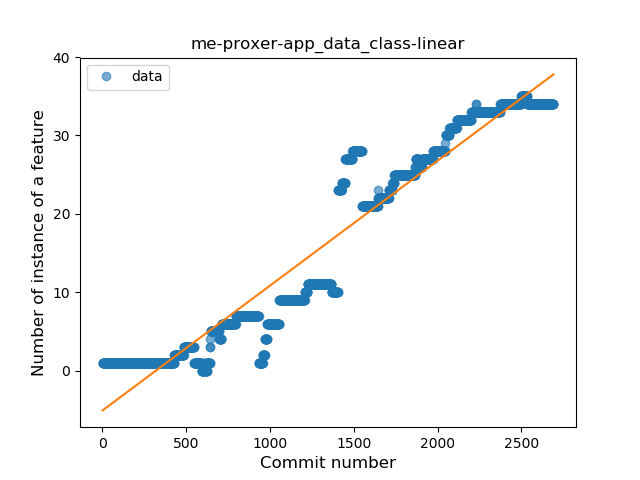 me-proxer-app_data_class-linear
data
Number of instance of a feature
40
30
20
10
0
0 500 1000 1500 2000 2500
Commit number